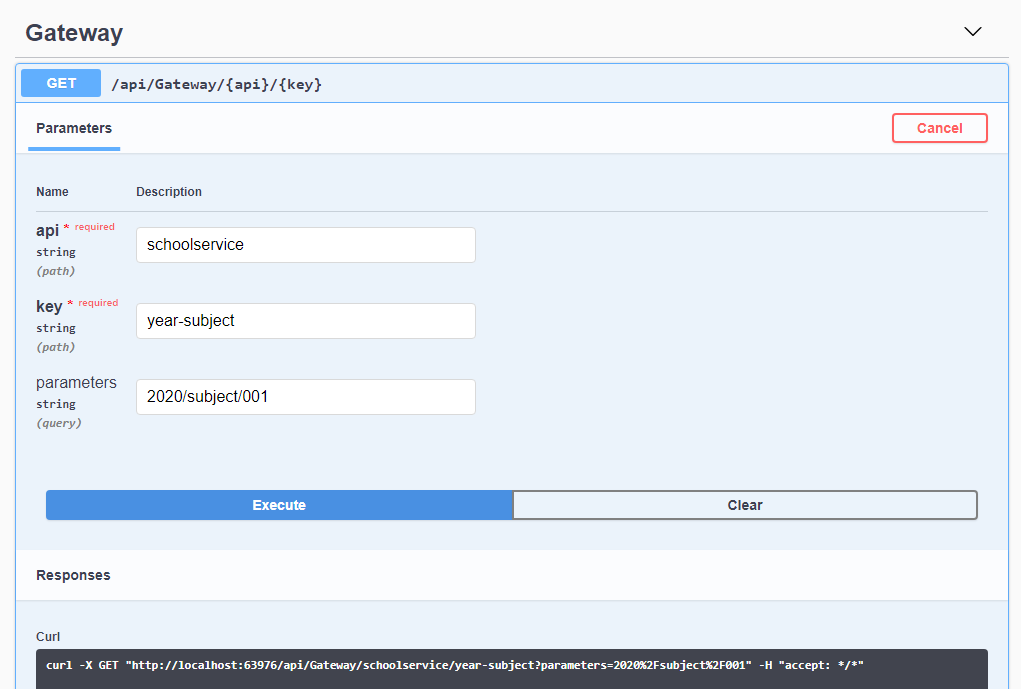 Gateway
GET /api/Gateway/{api}/{key}
Parameters Cancel
Name Description
api * required schoolservice
string
(path)
key * required year-subject
string
(path)
parameters 2020/subject/001
string
(query)
Execute Clear
Responses
Curl
curl -X GET "http://localhost:63976/api/Gateway/schoolservice/year-subject?parameters=2020%2Fsubject%2F001" -H "accept: */*"